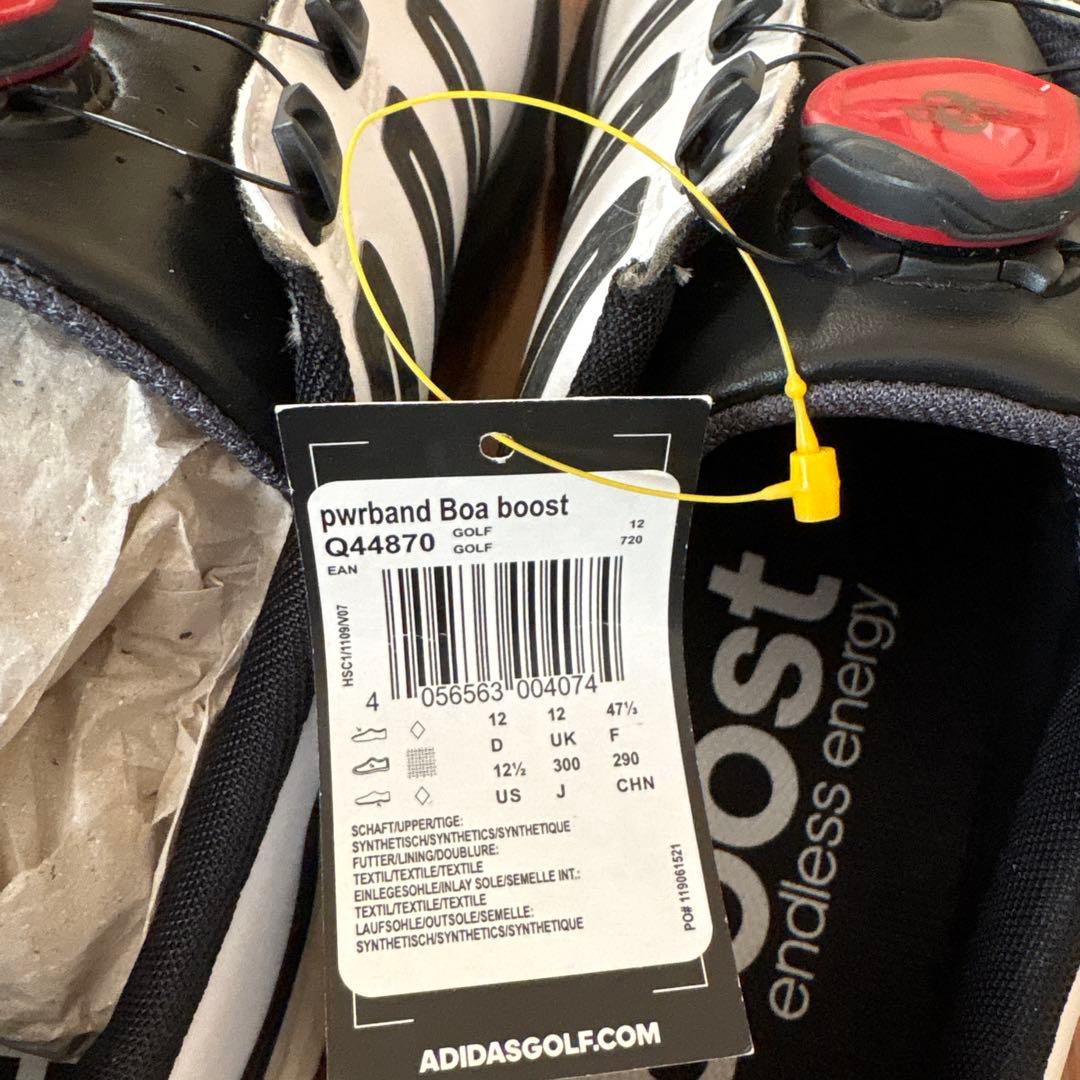 pwrband Boa boost
Q44870 GOLF 12
GOLF 720
EAN
HSC1/1109/V07
4 056563 004074
12 12 47⅓
D UK F
12½ 300 290
US J CHN
SCHAFT/UPPER/TIGE:
SYNTHETISCH/SYNTHETICS/SYNTHETIQUE
FUTTER/LINING/DOUBLURE:
TEXTIL/TEXTILE/TEXTILE
EINLEGESOHLE/INLAY SOLE/SEMELLE INT.:
TEXTIL/TEXTILE/TEXTILE
LAUFSOHLE/OUTSOLE/SEMELLE:
SYNTHETISCH/SYNTHETICS/SYNTHETIQUE
PO# 119061521
ADIDASGOLF.COM
oost
endless energy